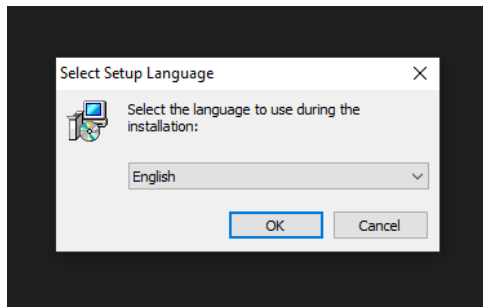 Select Setup Language
Select the language to use during the
installation:
English
OK
Cancel